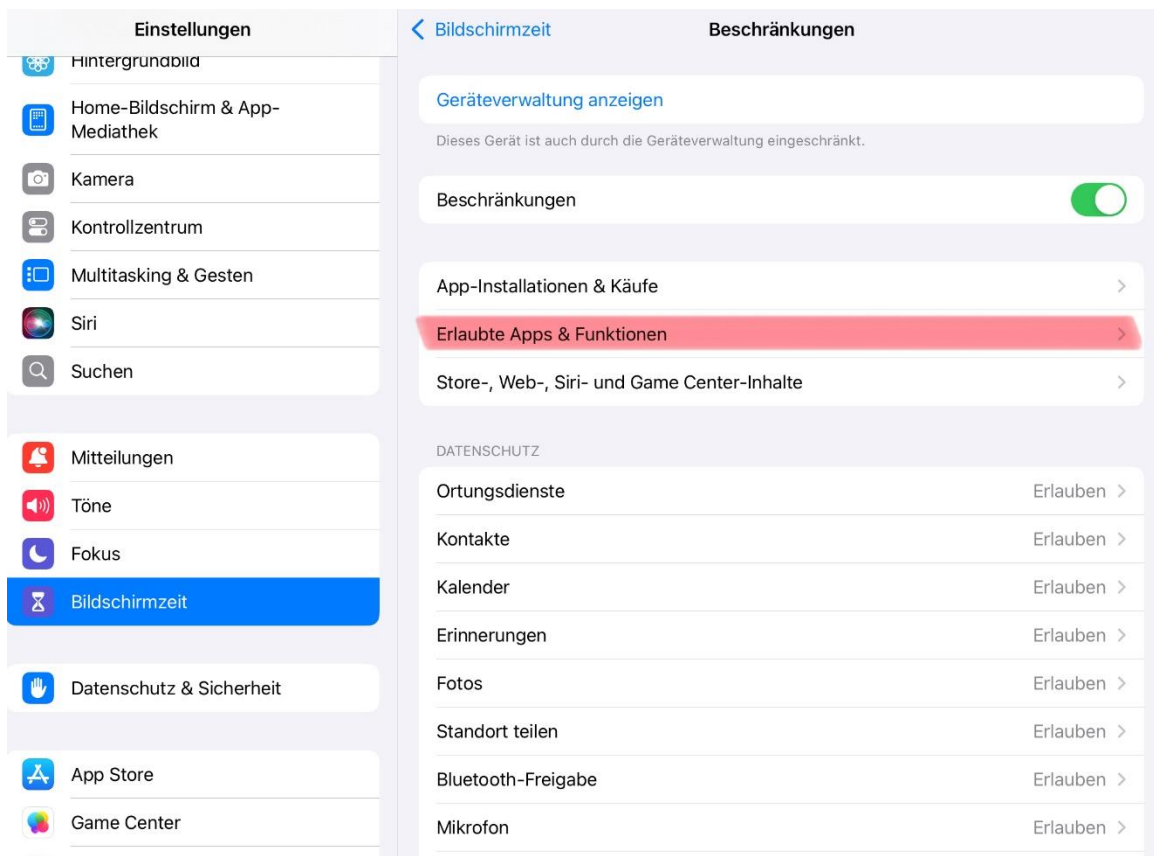 Einstellungen
Hintergrundbild
Home-Bildschirm & App-
Mediathek
Kamera
Kontrollzentrum
Multitasking & Gesten
Siri
Suchen
Mitteilungen
Töne
Fokus
Bildschirmzeit
Datenschutz & Sicherheit
App Store
Game Center
Bildschirmzeit
Beschränkungen
Geräteverwaltung anzeigen
Dieses Gerät ist auch durch die Geräteverwaltung eingeschränkt.
Beschränkungen
App-Installationen & Käufe
Erlaubte Apps & Funktionen
Store-, Web-, Siri- und Game Center-Inhalte
DATENSCHUTZ
Ortungsdienste Erlauben
Kontakte Erlauben
Kalender Erlauben
Erinnerungen Erlauben
Fotos Erlauben
Standort teilen Erlauben
Bluetooth-Freigabe Erlauben
Mikrofon Erlauben